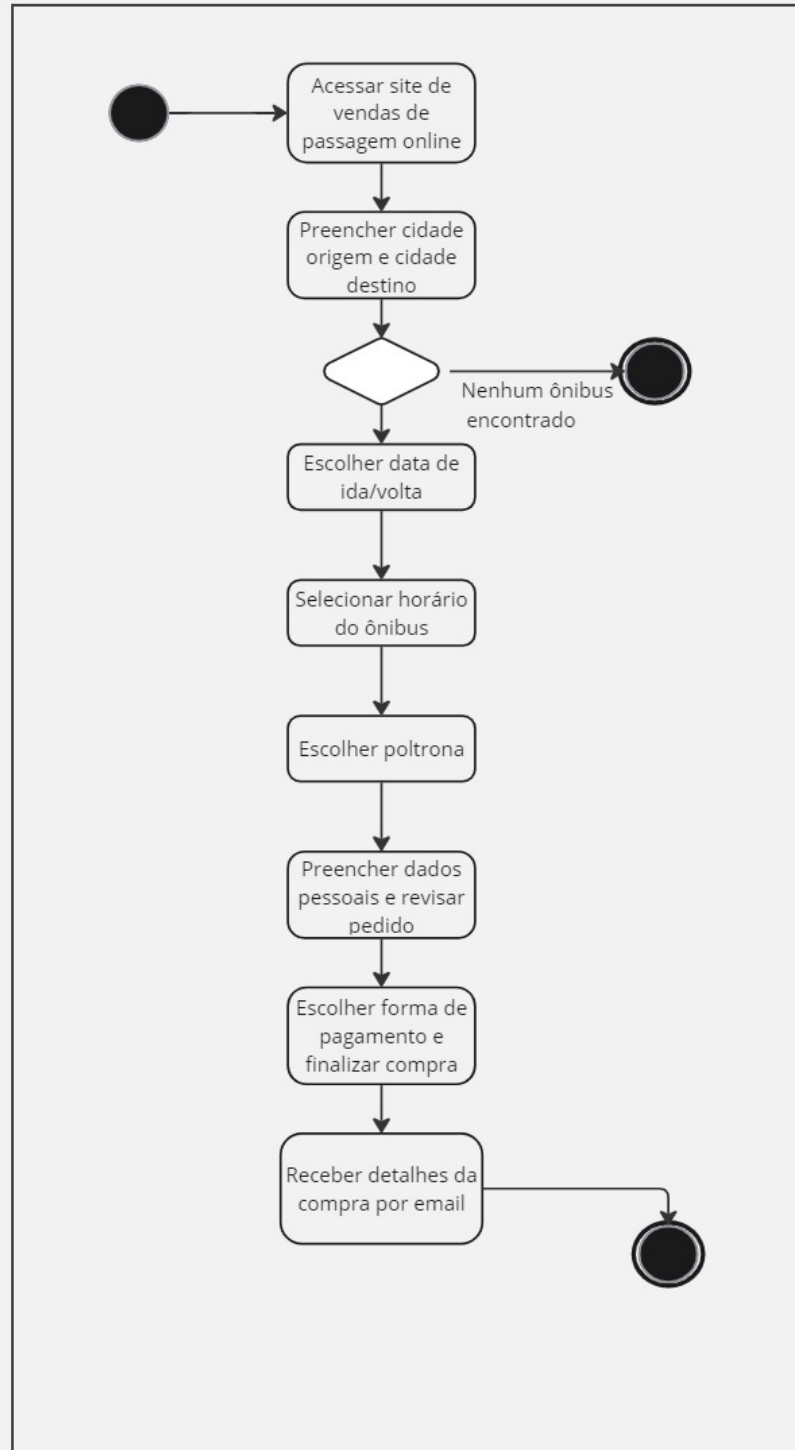 Acessar site de
vendas de
passagem online
Preencher cidade
origem e cidade
destino
Nenhum ônibus
encontrado
Escolher data de
ida/volta
Selecionar horário
do ônibus
Escolher poltrona
Preencher dados
pessoais e revisar
pedido
Escolher forma de
pagamento e
finalizar compra
Receber detalhes da
compra por email